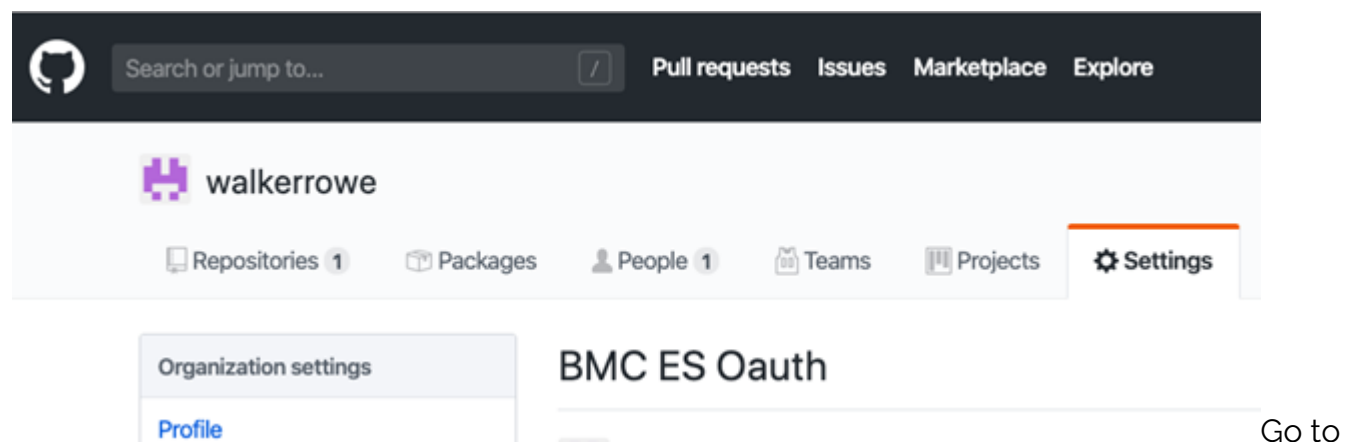 Search or jump to... / Pull requests Issues Marketplace Explore
walkerrowe
Repositories 1 Packages People 1 Teams Projects Settings
Organization settings
BMC ES Oauth
Profile
Go to